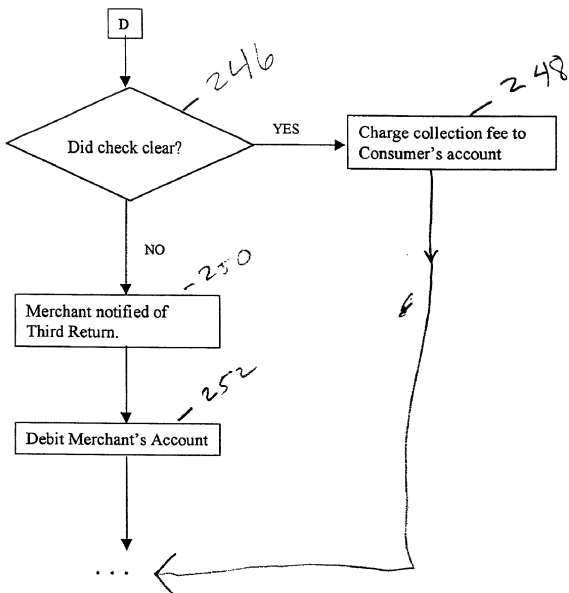 D
246
Did check clear?
YES
248
Charge collection fee to
Consumer's account
NO
250
Merchant notified of
Third Return.
252
Debit Merchant's Account
...